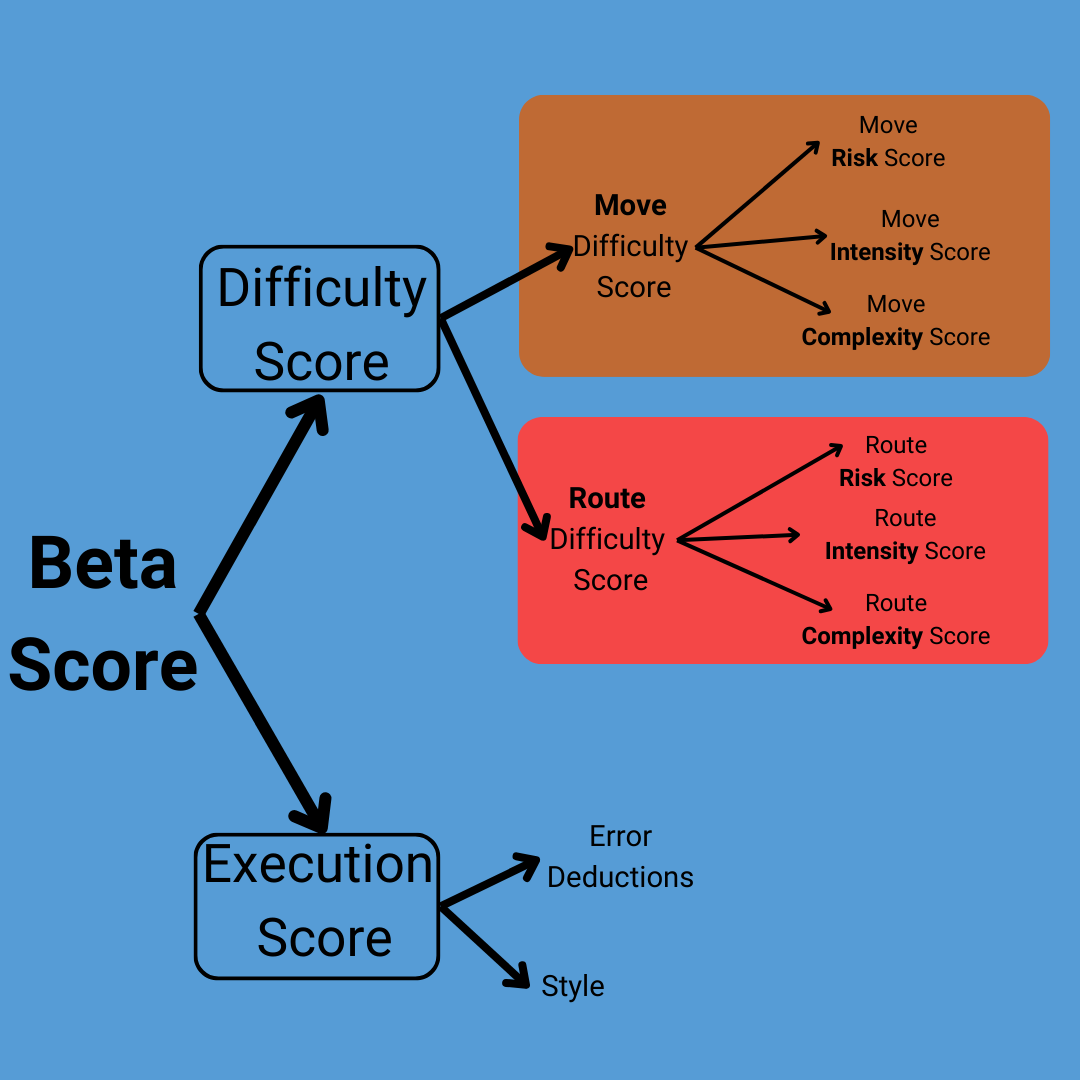 Beta
Score
Difficulty
Score
Move
Difficulty
Score
Move
Risk Score
Move
Intensity Score
Move
Complexity Score
Route
Difficulty
Score
Route
Risk Score
Route
Intensity Score
Route
Complexity Score
Execution
Score
Error
Deductions
Style